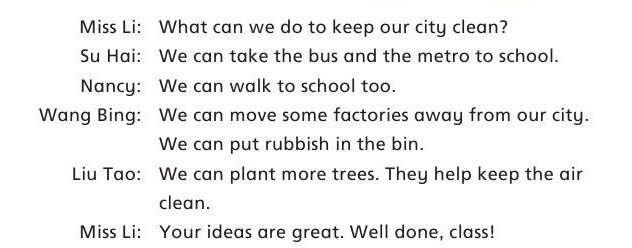 Miss Li: What can we do to keep our city clean?
Su Hai: We can take the bus and the metro to school.
Nancy: We can walk to school too.
Wang Bing: We can move some factories away from our city.
We can put rubbish in the bin.
Liu Tao: We can plant more trees. They help keep the air
clean.
Miss Li: Your ideas are great. Well done, class!